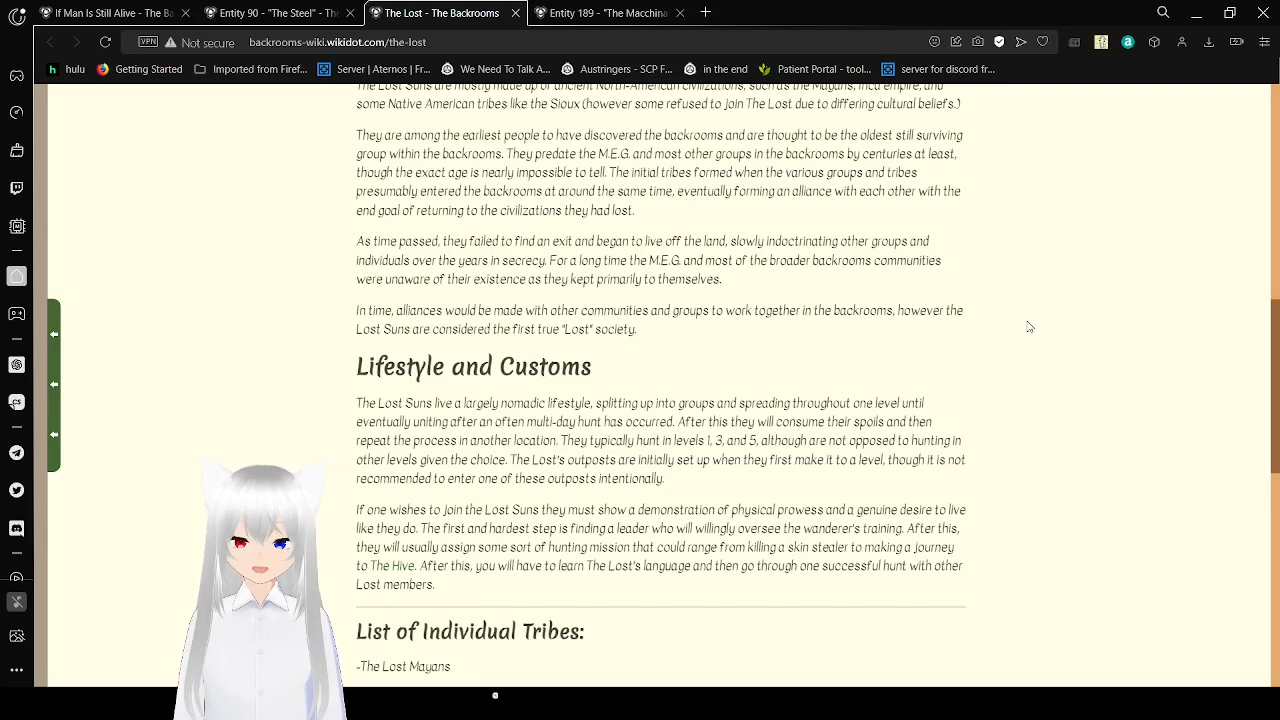 If Man Is Still Alive - The Ba
Entity 90 - "The Steel" - The
The Lost - The Backrooms
Entity 189 - "The Macchina
VPN
Not secure
backrooms-wiki.wikidot.com/the-lost
hulu
Getting Started
Imported from Firef...
Server | Aternos | Fr...
We Need To Talk A...
Austringers - SCP F...
in the end
Patient Portal - tool...
server for discord fr...
The Lost Suns are mostly made up of ancient North-American civilizations, such as the Mayans, Inca empire, and
some Native American tribes like the Sioux (however some refused to join The Lost due to differing cultural beliefs.)
They are among the earliest people to have discovered the backrooms and are thought to be the oldest still surviving
group within the backrooms. They predate the M.E.G. and most other groups in the backrooms by centuries at least,
though the exact age is nearly impossible to tell. The initial tribes formed when the various groups and tribes
presumably entered the backrooms at around the same time, eventually forming an alliance with each other with the
end goal of returning to the civilizations they had lost.
As time passed, they failed to find an exit and began to live off the land, slowly indoctrinating other groups and
individuals over the years in secrecy. For a long time the M.E.G. and most of the broader backrooms communities
were unaware of their existence as they kept primarily to themselves.
In time, alliances would be made with other communities and groups to work together in the backrooms, however the
Lost Suns are considered the first true "Lost" society.
Lifestyle and Customs
The Lost Suns live a largely nomadic lifestyle, splitting up into groups and spreading throughout one level until
eventually uniting after an often multi-day hunt has occurred. After this they will consume their spoils and then
repeat the process in another location. They typically hunt in levels 1, 3, and 5, although are not opposed to hunting in
other levels given the choice. The Lost's outposts are initially set up when they first make it to a level, though it is not
recommended to enter one of these outposts intentionally.
If one wishes to join the Lost Suns they must show a demonstration of physical prowess and a genuine desire to live
like they do. The first and hardest step is finding a leader who will willingly oversee the wanderer's training. After this,
they will usually assign some sort of hunting mission that could range from killing a skin stealer to making a journey
to The Hive. After this, you will have to learn The Lost's language and then go through one successful hunt with other
Lost members.
List of Individual Tribes:
-The Lost Mayans